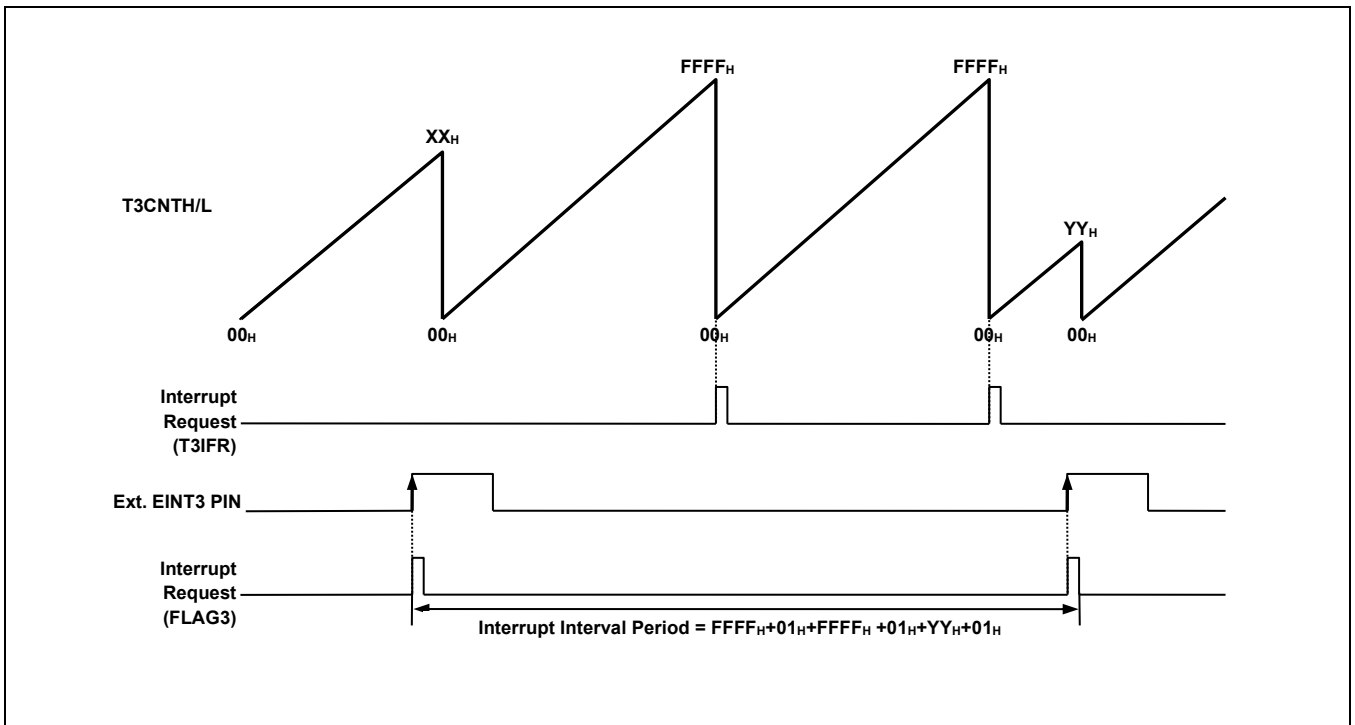 FFFFH
FFFFH
XXH
T3CNTH/L
YYH
00H
00H
00H
00H
00H
Interrupt
Request
(T3IFR)
Ext. EINT3 PIN
Interrupt
Request
(FLAG3)
Interrupt Interval Period = FFFFH+01H+FFFFH +01H+YYH+01H